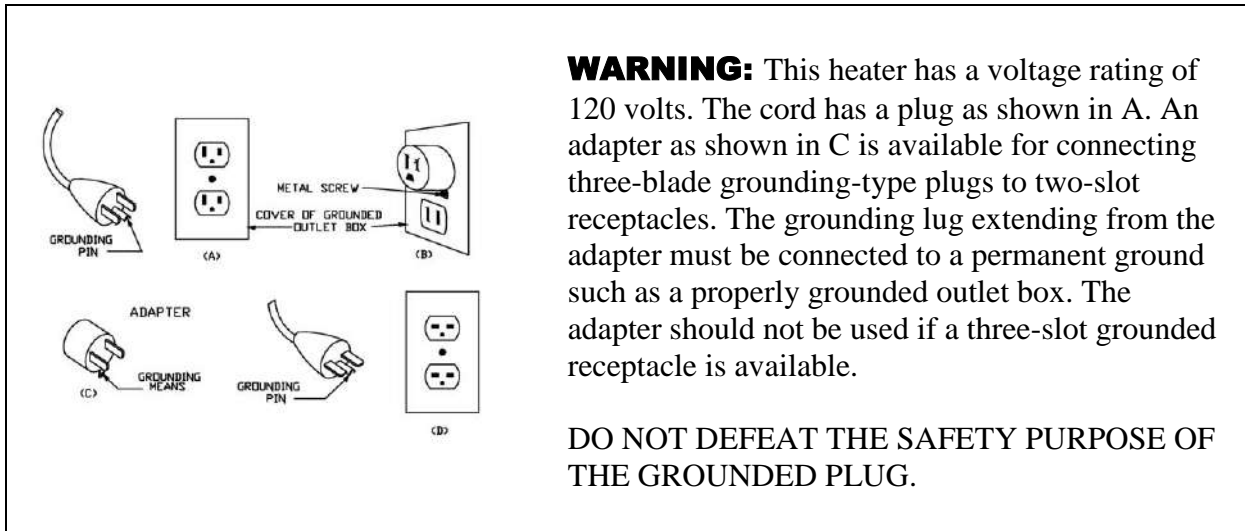 GROUNDING
PIN
(A)
METAL SCREW
COVER OF GROUNDED
OUTLET BOX
(B)
ADAPTER
GROUNDING
MEANS
(C)
GROUNDING
PIN
(D)
WARNING: This heater has a voltage rating of
120 volts. The cord has a plug as shown in A. An
adapter as shown in C is available for connecting
three-blade grounding-type plugs to two-slot
receptacles. The grounding lug extending from the
adapter must be connected to a permanent ground
such as a properly grounded outlet box. The
adapter should not be used if a three-slot grounded
receptacle is available.
DO NOT DEFEAT THE SAFETY PURPOSE OF
THE GROUNDED PLUG.